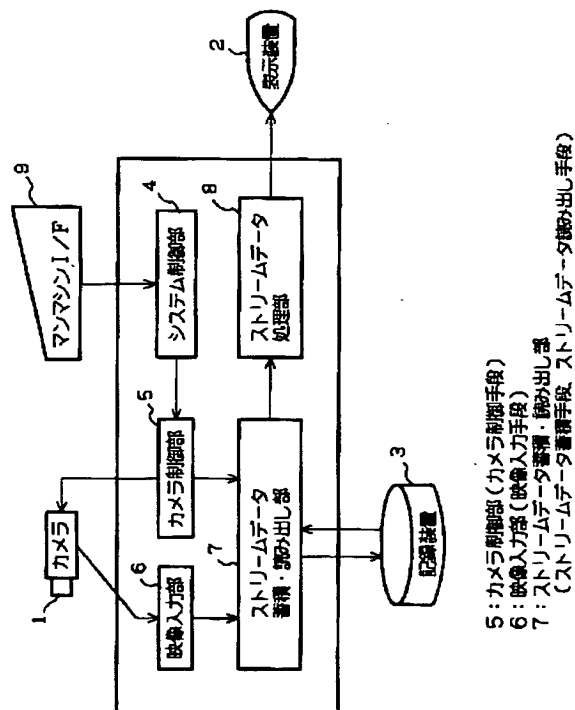 9
マンマシンI/F
2
表示装置
4
システム制御部
8
ストリームデータ
処理部
5
カメラ制御部
カメラ
1
6
映像入力部
7
ストリームデータ
蓄積・読み出し部
3
記録装置
5:カメラ制御部(カメラ制御手段)
6:映像入力部(映像入力手段)
7:ストリームデータ蓄積・読み出し部
(ストリームデータ蓄積手段、ストリームデータ読み出し手段)